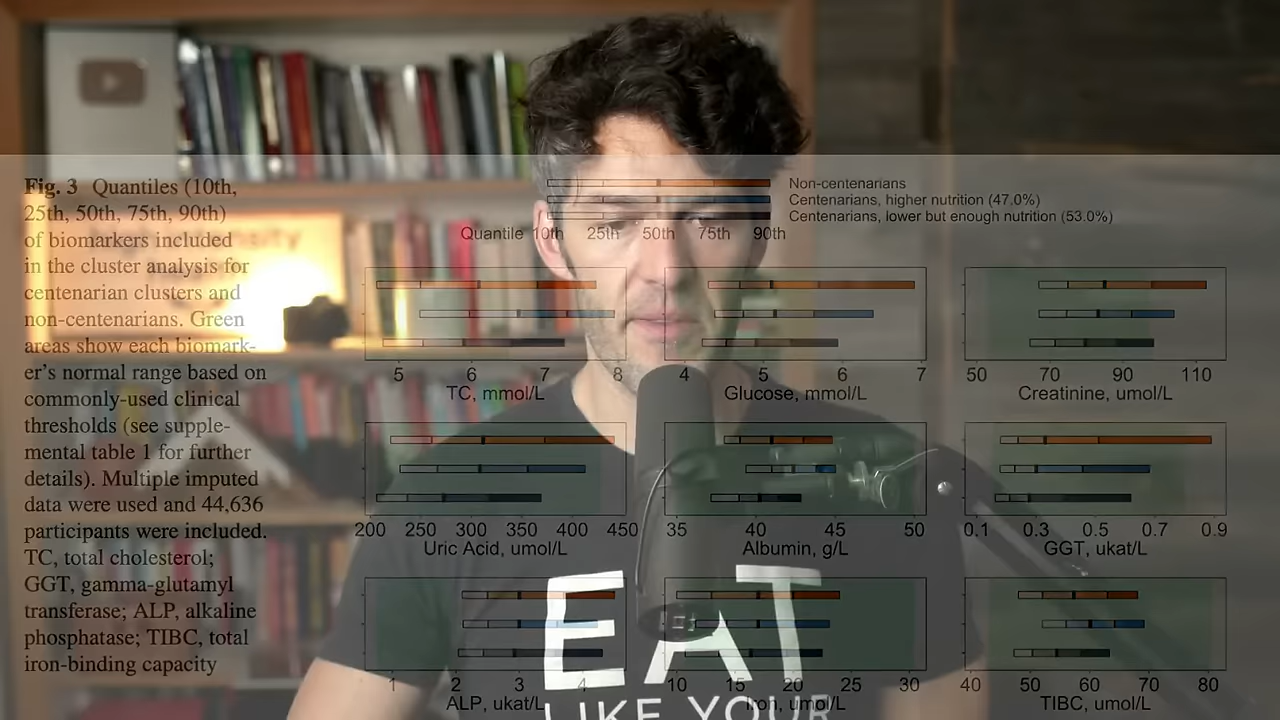 Fig. 3 Quantiles (10th,
25th, 50th, 75th, 90th)
of biomarkers included
in the cluster analysis for
centenarian clusters and
non-centenarians. Green
areas show each biomark-
er's normal range based on
commonly-used clinical
thresholds (see supple-
mental table 1 for further
details). Multiple imputed
data were used and 44,636
participants were included.
TC, total cholesterol;
GGT, gamma-glutamyl
transferase; ALP, alkaline
phosphatase; TIBC, total
iron-binding capacity
Non-centenarians
Centenarians, higher nutrition (47.0%)
Centenarians, lower but enough nutrition (53.0%)
Quantile 10th 25th 50th 75th 90th
5 6 7 8
TC, mmol/L
4 5 6 7
Glucose, mmol/L
50 70 90 110
Creatinine, umol/L
200 250 300 350 400 450
Uric Acid, umol/L
35 40 45 50
Albumin, g/L
0.1 0.3 0.5 0.7 0.9
GGT, ukat/L
1 2 3 4
ALP, ukat/L
10 15 20 25 30
Iron, umol/L
40 50 60 70 80
TIBC, umol/L
EAT
LIKE YOUR